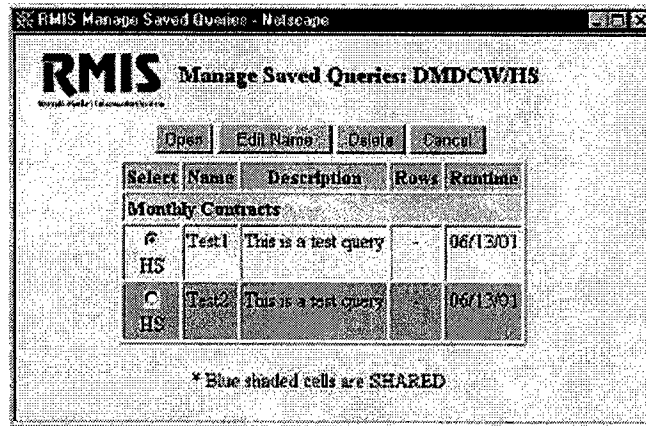 RMIS Manage Saved Queries - Netscape
RMIS
Manage Saved Queries: DMDCW/HS
Open Edit Name Delete Cancel
Select Name Description Rows Runtime
Monthly Contracts
HS Test1 This is a test query - 06/13/01
HS Test2 This is a test query - 06/13/01
* Blue shaded cells are SHARED